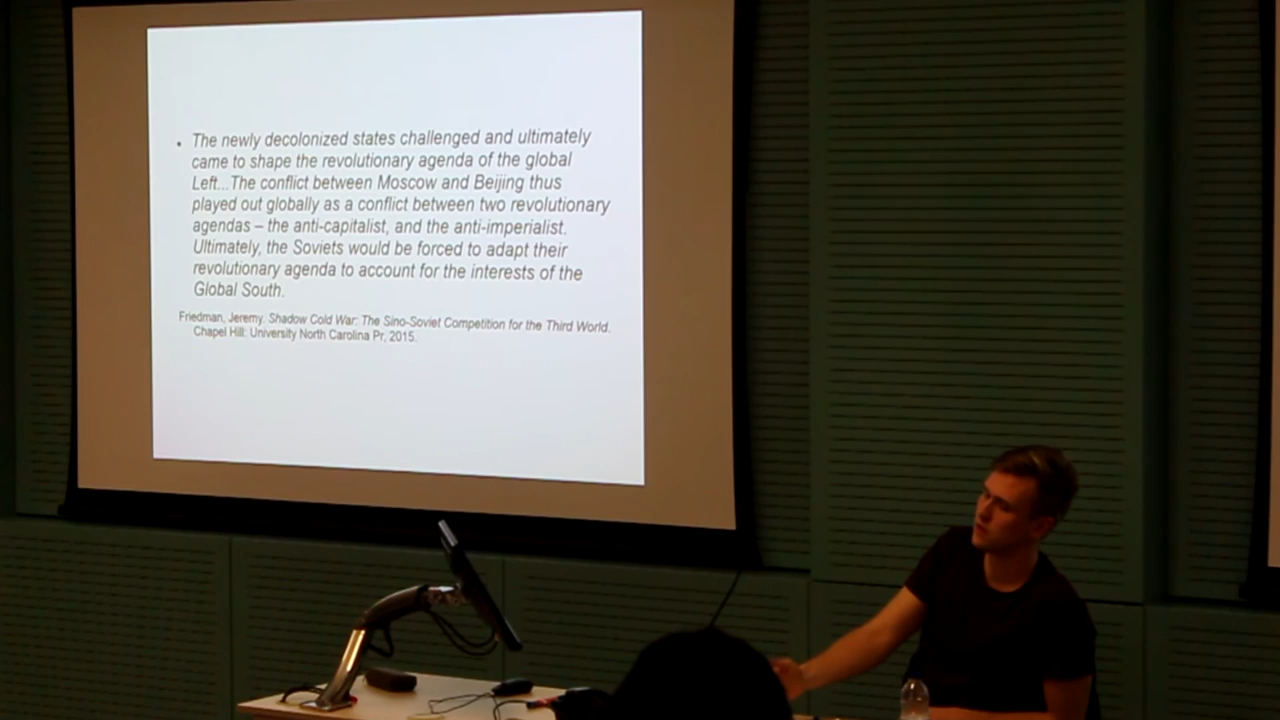 • The newly decolonized states challenged and ultimately
came to shape the revolutionary agenda of the global
Left...The conflict between Moscow and Beijing thus
played out globally as a conflict between two revolutionary
agendas – the anti-capitalist, and the anti-imperialist.
Ultimately, the Soviets would be forced to adapt their
revolutionary agenda to account for the interests of the
Global South.
Friedman, Jeremy. Shadow Cold War: The Sino-Soviet Competition for the Third World.
Chapel Hill: University North Carolina Pr, 2015.